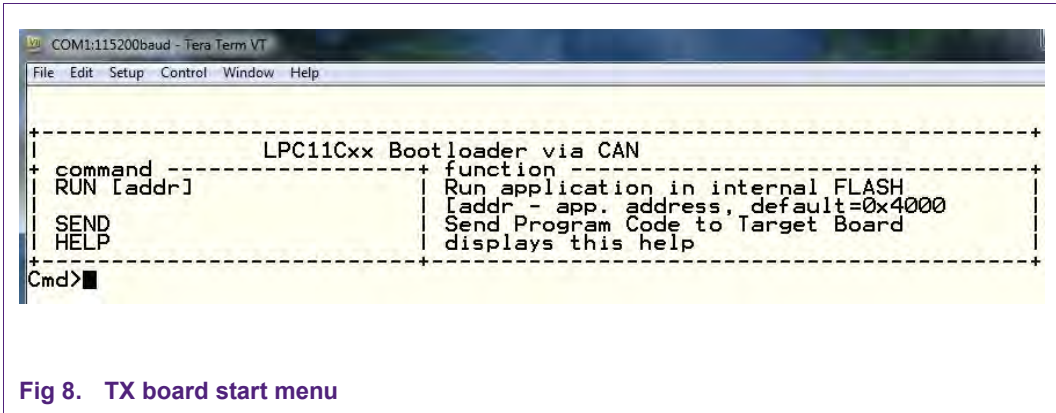 COM1:115200baud - Tera Term VT
File Edit Setup Control Window Help
+-----------------------------------------------------------------------+
| LPC11Cxx Bootloader via CAN |
+ command ------------------+ function ---------------------------------+
| RUN [addr] | Run application in internal FLASH |
| | [addr - app. address, default=0x4000 |
| SEND | Send Program Code to Target Board |
| HELP | displays this help |
+---------------------------+-------------------------------------------+
Cmd>
Fig 8. TX board start menu